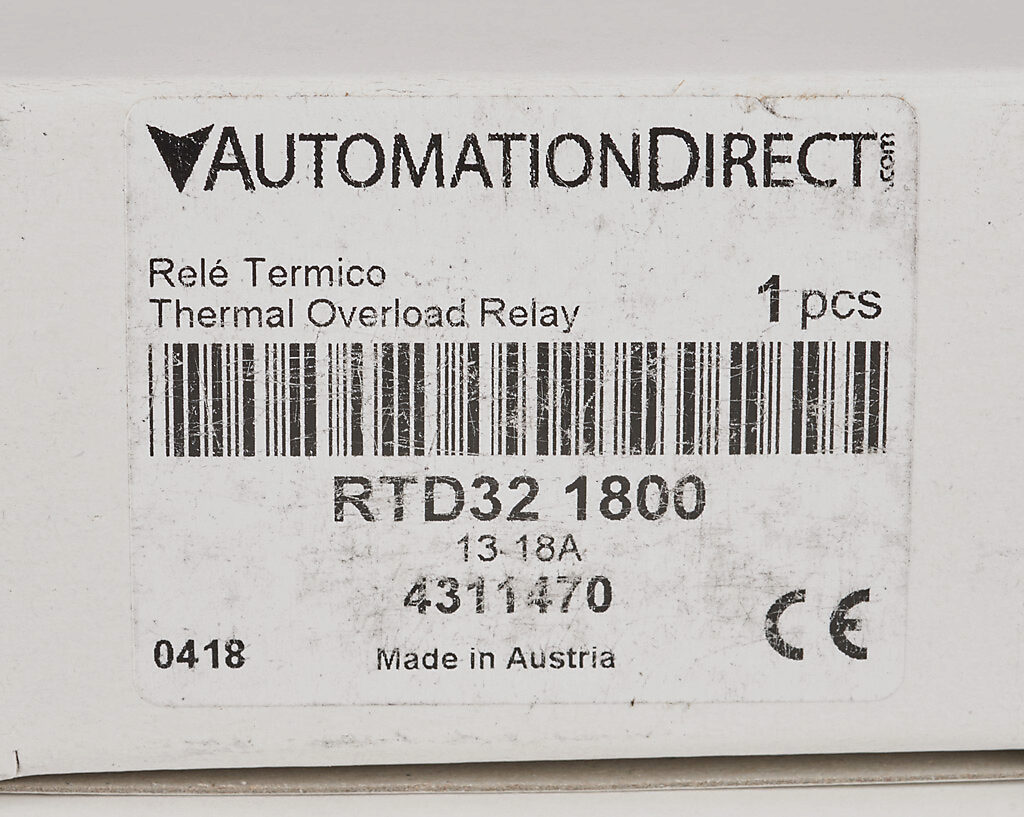 AUTOMATIONDIRECT.com
Relé Termico
Thermal Overload Relay
1 pcs
RTD32 1800
13-18A
4311470
0418
Made in Austria
CE